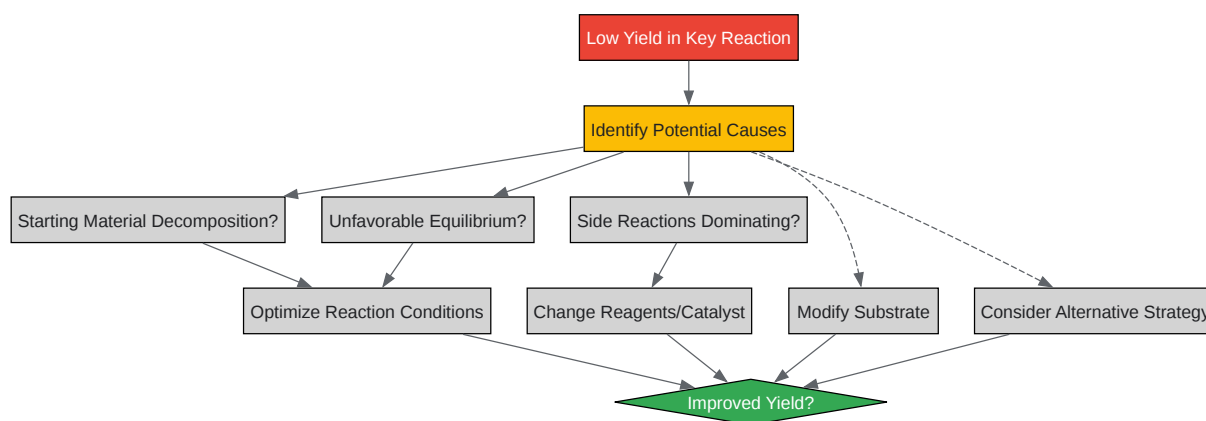 Low Yield in Key Reaction
Identify Potential Causes
Starting Material Decomposition?
Unfavorable Equilibrium?
Side Reactions Dominating?
Optimize Reaction Conditions
Change Reagents/Catalyst
Modify Substrate
Consider Alternative Strategy
Improved Yield?